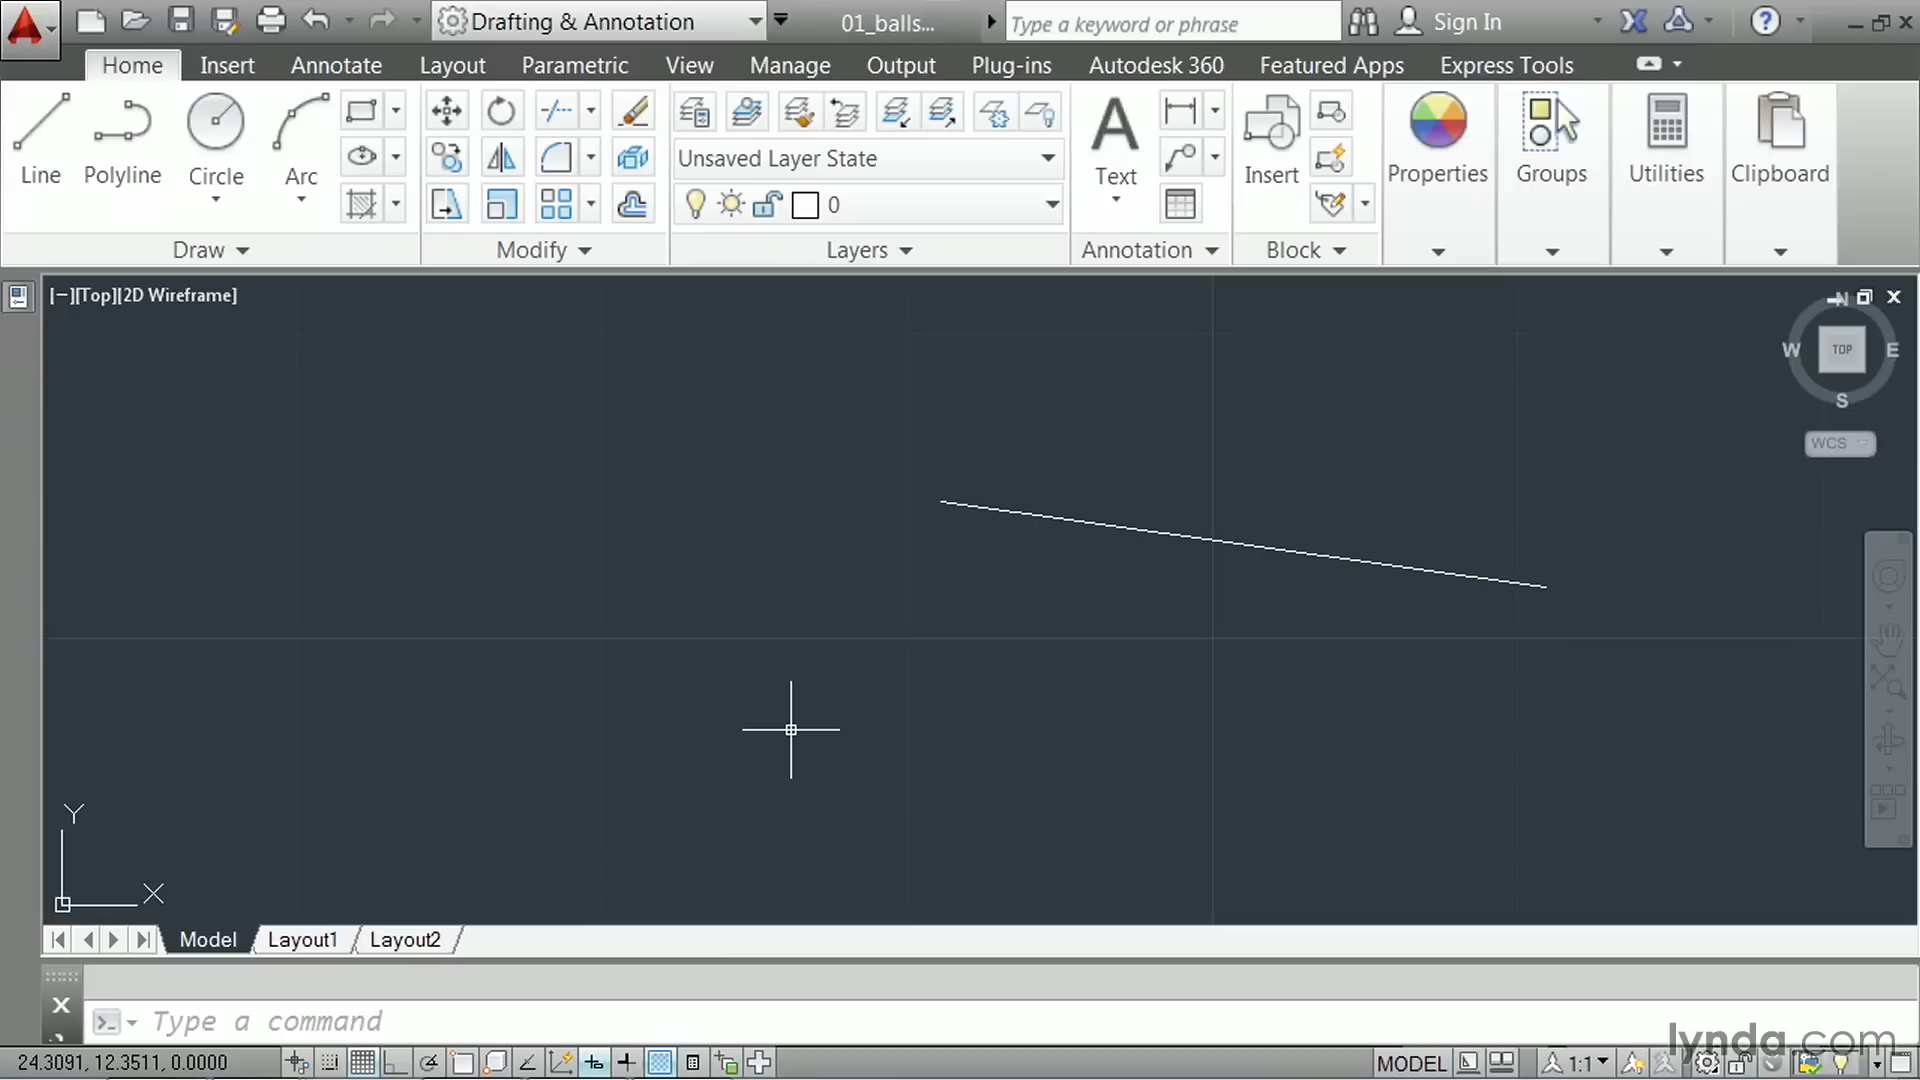 Drafting & Annotation
01_balls...
Type a keyword or phrase
Sign In
Home
Insert
Annotate
Layout
Parametric
View
Manage
Output
Plug-ins
Autodesk 360
Featured Apps
Express Tools
Line
Polyline
Circle
Arc
Unsaved Layer State
0
Text
Insert
Properties
Groups
Utilities
Clipboard
Draw
Modify
Layers
Annotation
Block
[−][Top][2D Wireframe]
N
W
TOP
E
S
WCS
Y
X
Model
Layout1
Layout2
Type a command
lynda.com
24.3091, 12.3511, 0.0000
MODEL
1:1